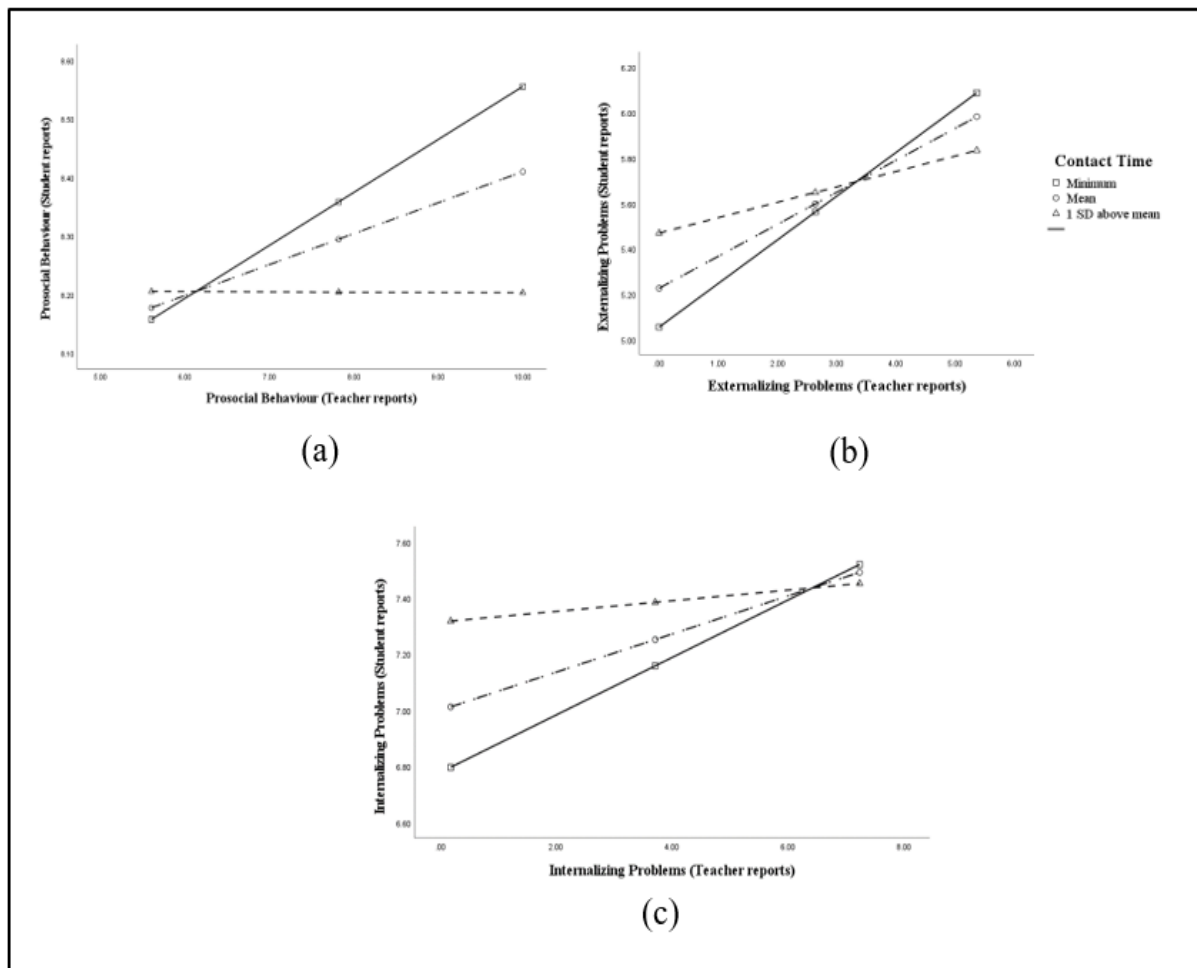 Prosocial Behaviour (Student reports)
8.60
8.50
8.40
8.30
8.20
8.10
5.00 6.00 7.00 8.00 9.00 10.00
Prosocial Behaviour (Teacher reports)
(a)
Externalizing Problems (Student reports)
6.20
6.00
5.80
5.60
5.40
5.20
5.00
.00 1.00 2.00 3.00 4.00 5.00 6.00
Externalizing Problems (Teacher reports)
(b)
Contact Time
Minimum
Mean
1 SD above mean
Internalizing Problems (Student reports)
7.60
7.40
7.20
7.00
6.80
6.60
.00 2.00 4.00 6.00 8.00
Internalizing Problems (Teacher reports)
(c)